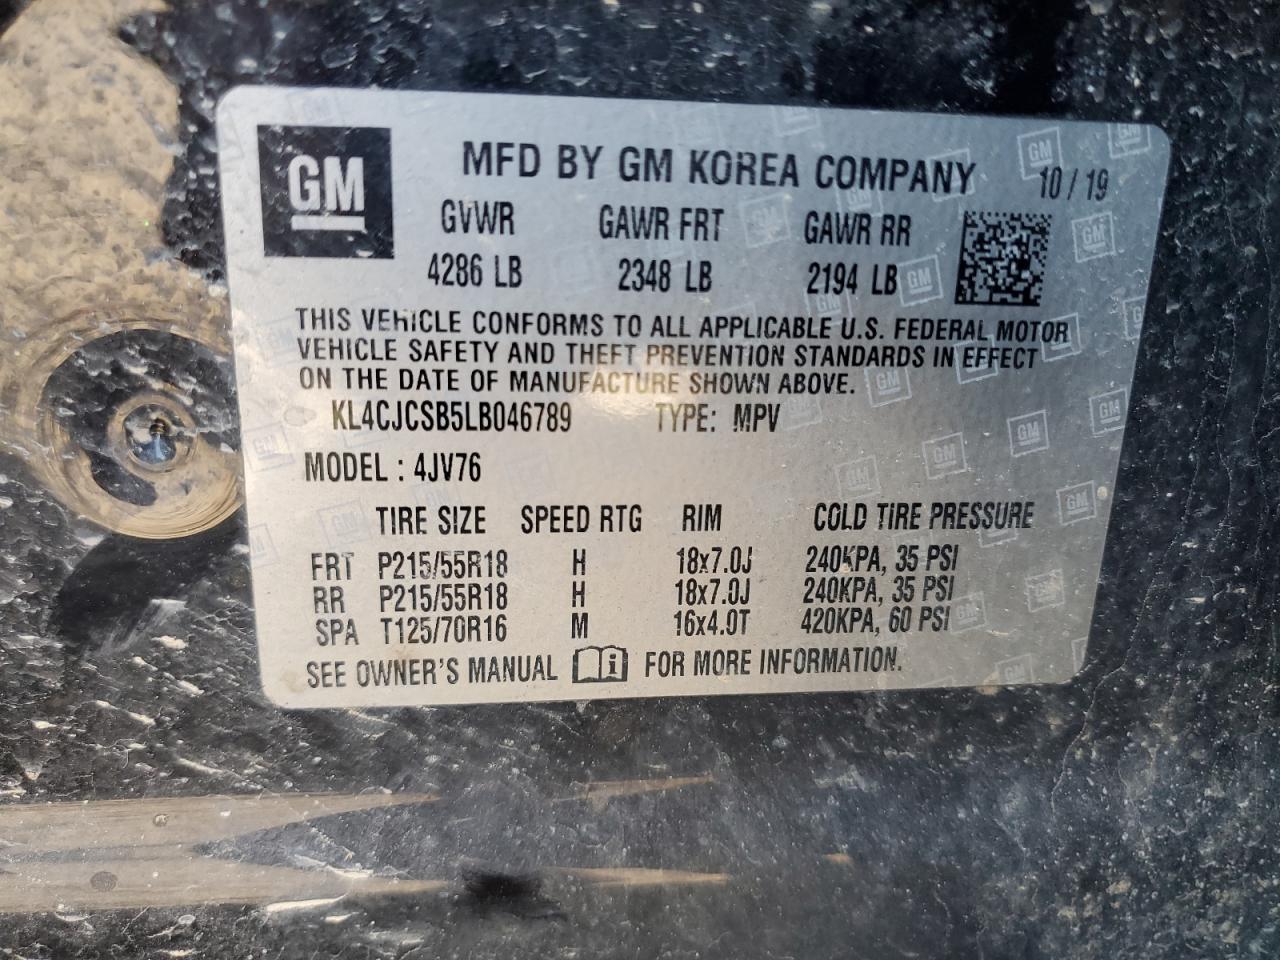 GM
MFD BY GM KOREA COMPANY 10 / 19
GVWR GAWR FRT GAWR RR
4286 LB 2348 LB 2194 LB
THIS VEHICLE CONFORMS TO ALL APPLICABLE U.S. FEDERAL MOTOR
VEHICLE SAFETY AND THEFT PREVENTION STANDARDS IN EFFECT
ON THE DATE OF MANUFACTURE SHOWN ABOVE.
KL4CJCSB5LB046789 TYPE: MPV
MODEL : 4JV76
TIRE SIZE SPEED RTG RIM COLD TIRE PRESSURE
FRT P215/55R18 H 18x7.0J 240KPA, 35 PSI
RR P215/55R18 H 18x7.0J 240KPA, 35 PSI
SPA T125/70R16 M 16x4.0T 420KPA, 60 PSI
SEE OWNER'S MANUAL i FOR MORE INFORMATION.